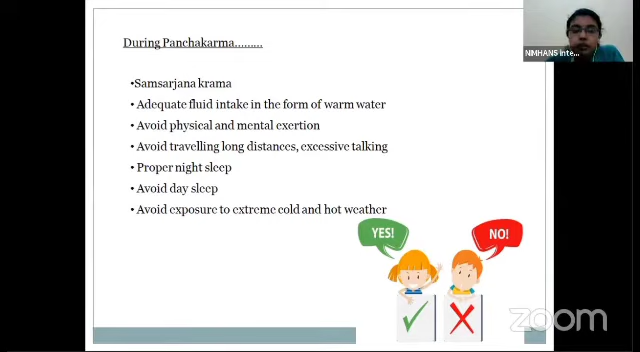 During Panchakarma.........
•Samsarjana krama
• Adequate fluid intake in the form of warm water
• Avoid physical and mental exertion
• Avoid travelling long distances, excessive talking
• Proper night sleep
• Avoid day sleep
• Avoid exposure to extreme cold and hot weather
YES!
NO!
NIMHANS inte...
zoom